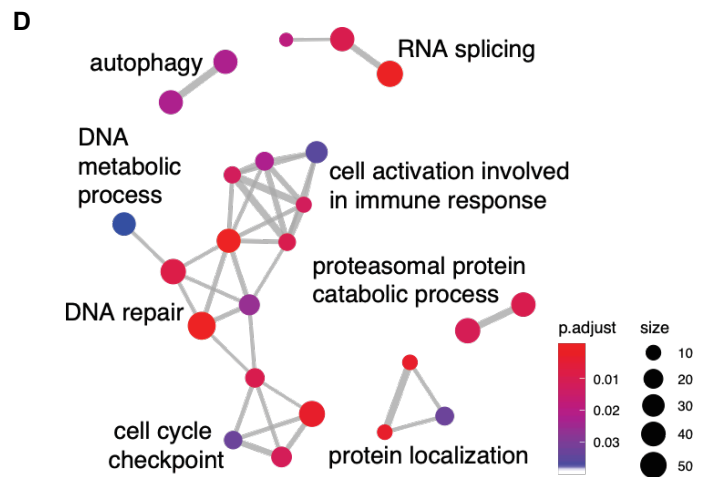 D
autophagy
RNA splicing
DNA
metabolic
process
cell activation involved
in immune response
proteasomal protein
catabolic process
DNA repair
cell cycle
checkpoint
protein localization
p.adjust
0.01
0.02
0.03
size
10
20
30
40
50